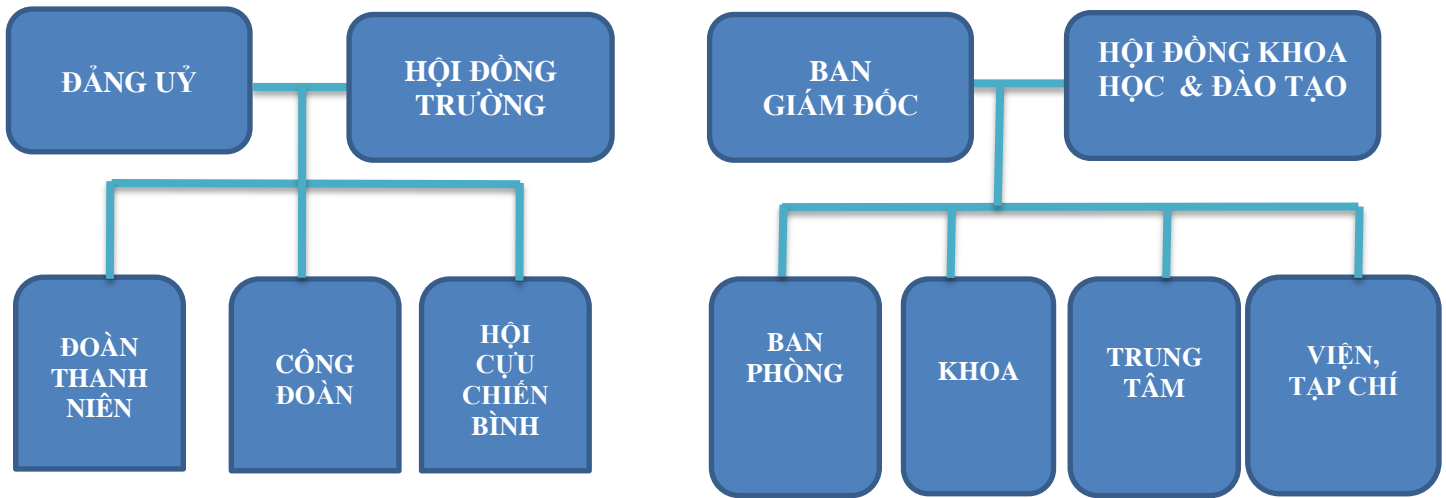 ĐẢNG UỶ
HỘI ĐỒNG
TRƯỜNG
BAN
GIÁM ĐỐC
HỘI ĐỒNG KHOA
HỌC & ĐÀO TẠO
ĐOÀN
THANH
NIÊN
CÔNG
ĐOÀN
HỘI
CỰU
CHIẾN
BÌNH
BAN
PHÒNG
KHOA
TRUNG
TÂM
VIỆN,
TẠP CHÍ